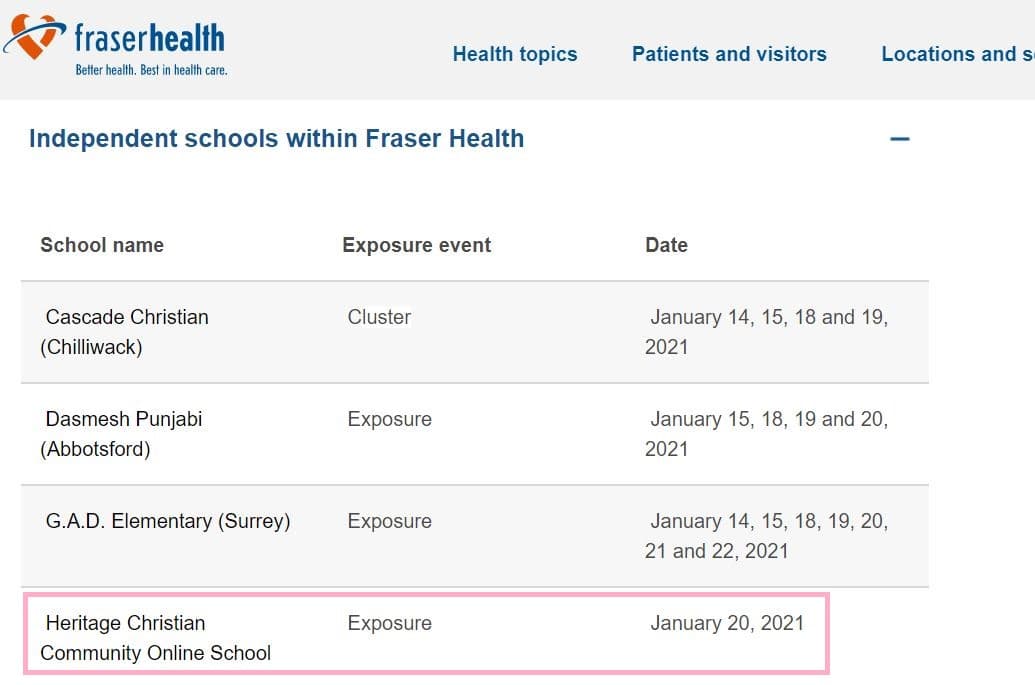 fraserhealth
Better health. Best in health care.
Health topics Patients and visitors Locations and s
Independent schools within Fraser Health
School name Exposure event Date
Cascade Christian Cluster January 14, 15, 18 and 19,
(Chilliwack) 2021
Dasmesh Punjabi Exposure January 15, 18, 19 and 20,
(Abbotsford) 2021
G.A.D. Elementary (Surrey) Exposure January 14, 15, 18, 19, 20,
21 and 22, 2021
Heritage Christian Exposure January 20, 2021
Community Online School